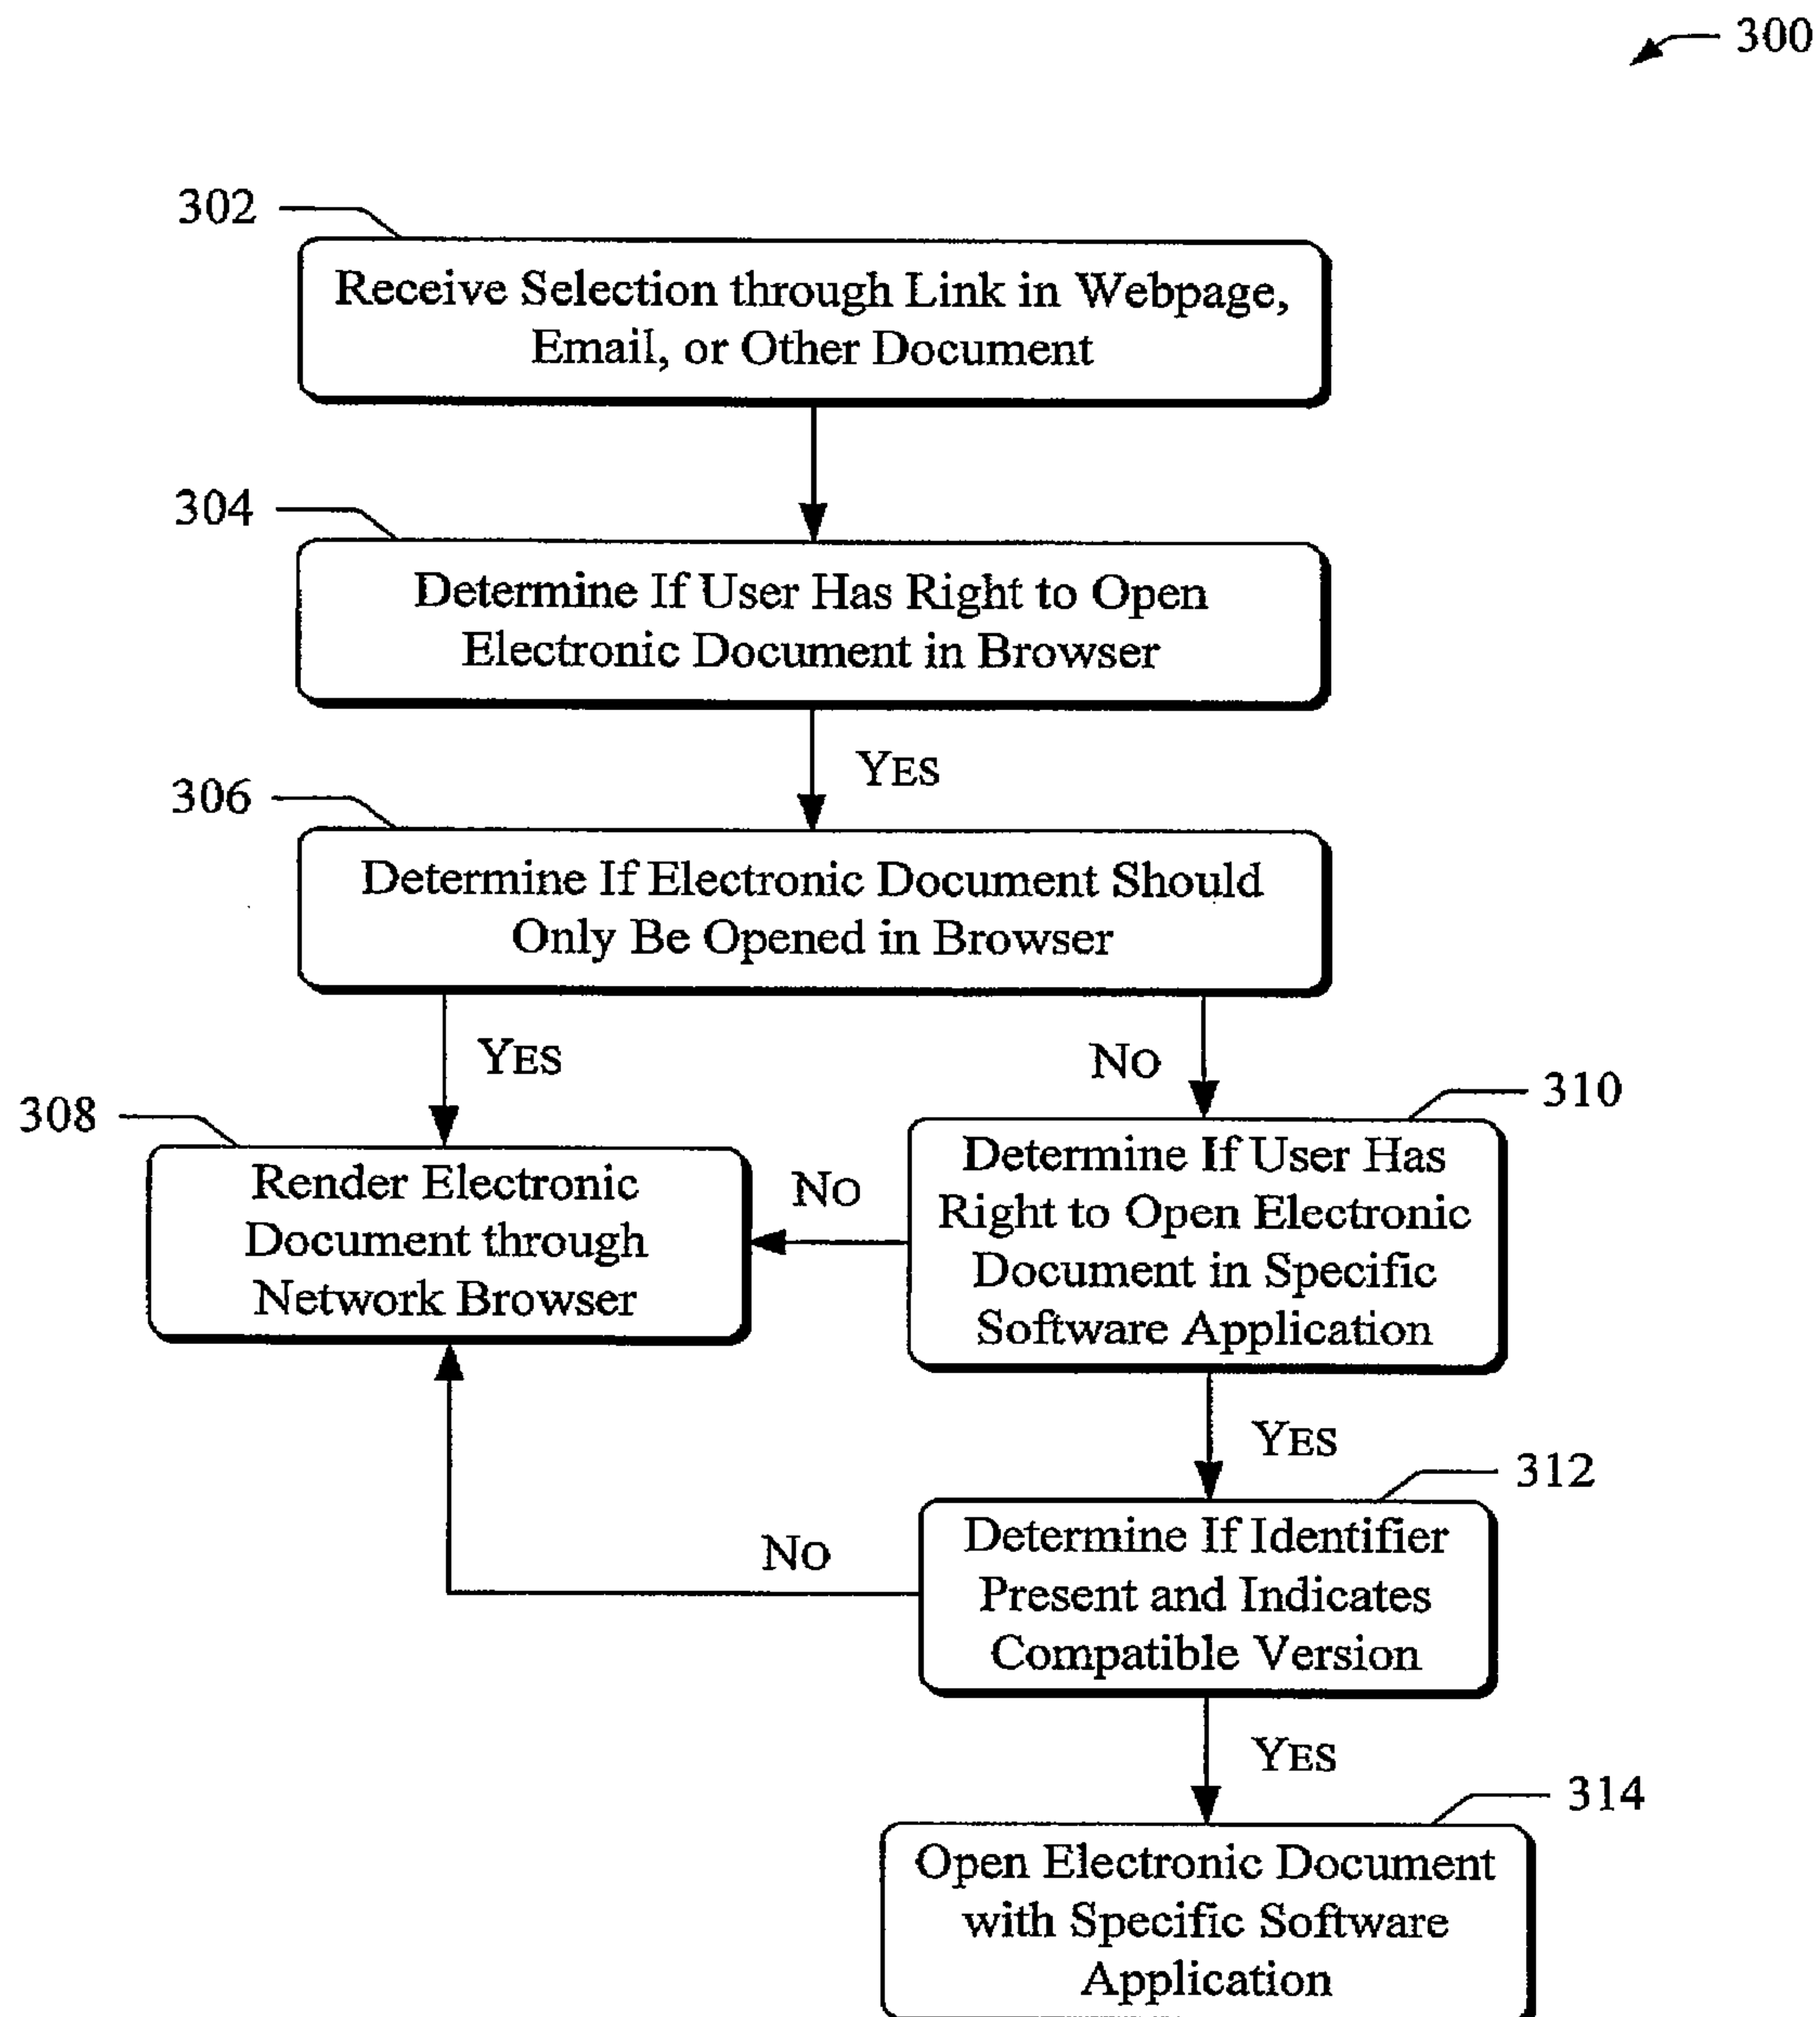 300
302
Receive Selection through Link in Webpage,
Email, or Other Document
304
Determine If User Has Right to Open
Electronic Document in Browser
YES
306
Determine If Electronic Document Should
Only Be Opened in Browser
YES
NO
308
Render Electronic
Document through
Network Browser
NO
310
Determine If User Has
Right to Open Electronic
Document in Specific
Software Application
YES
312
Determine If Identifier
Present and Indicates
Compatible Version
NO
YES
314
Open Electronic Document
with Specific Software
Application